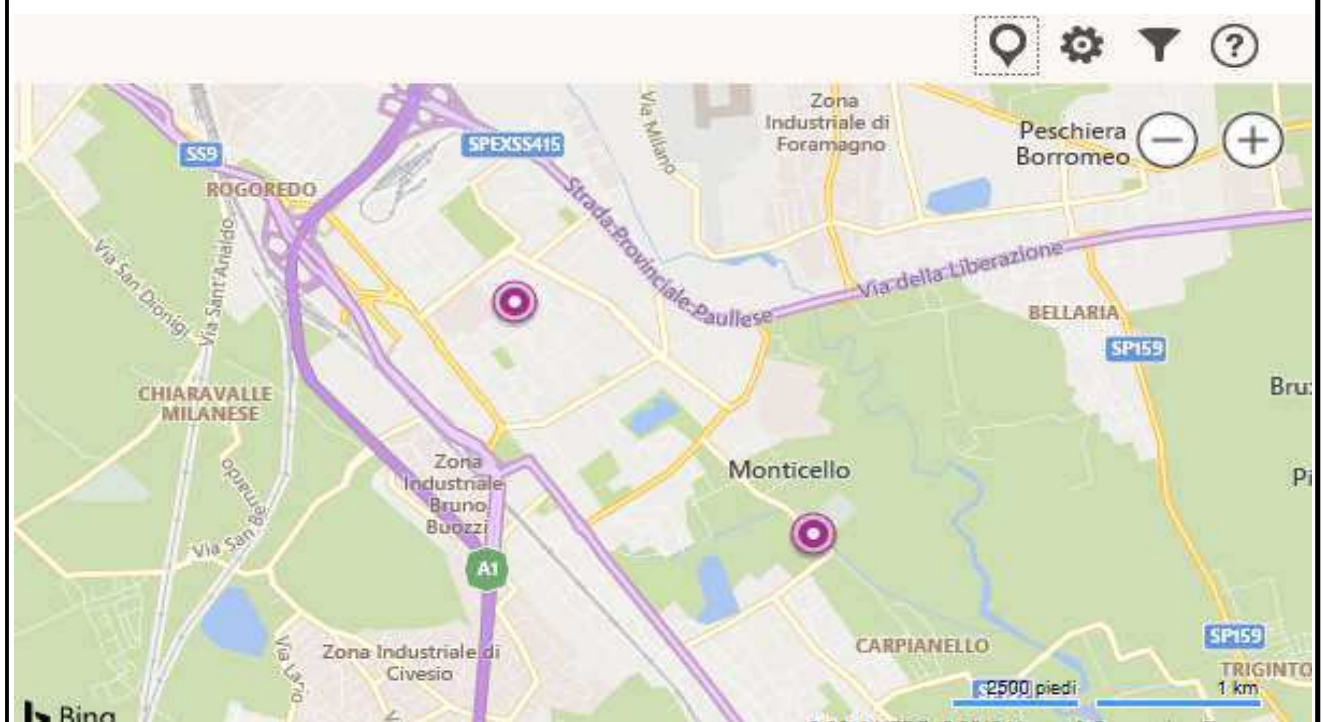 Zona
Industriale di
Foramagno
Via Milano
Peschiera
Borromeo
SS9
SPEXSS415
ROGOREDO
Strada Provinciale Paullese
Via Sant'Arialdo
Via San Dionigi
Via della Liberazione
BELLARIA
SP159
CHIARAVALLE
MILANESE
Zona
Industriale
Bruno
Buozzi
Monticello
Via San Bernardo
A1
CARPIANELLO
SP159
TRIGINTO
Zona Industriale di
Civesio
2500 piedi
1 km
Bing